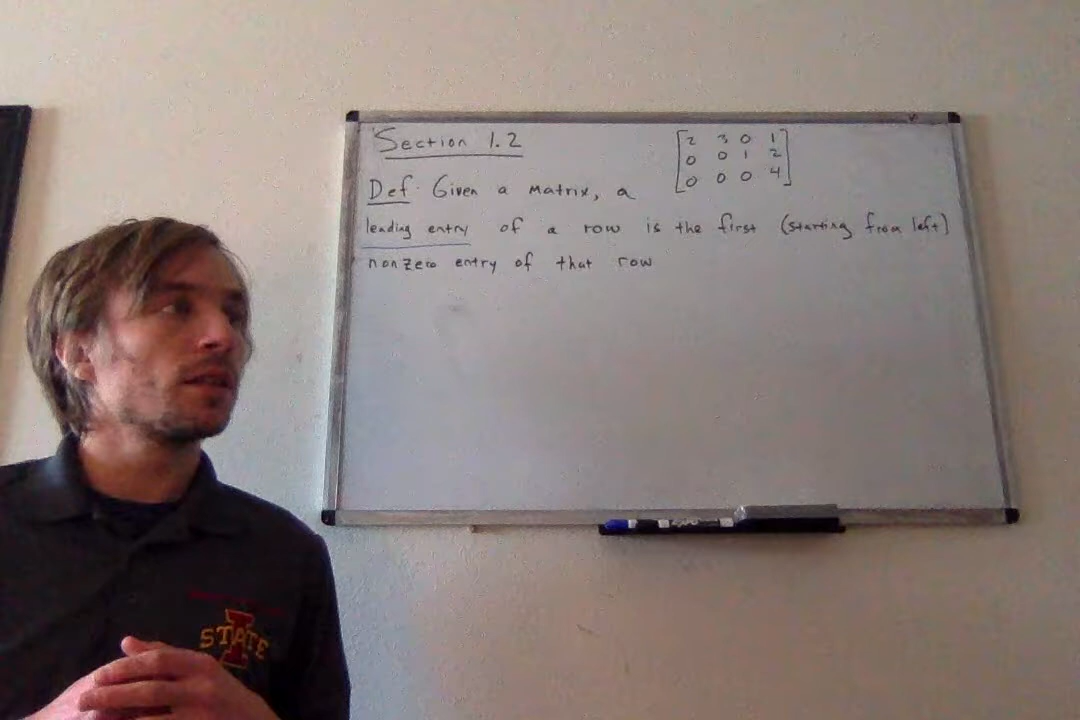 Section 1.2
[2 3 0 1]
[0 0 1 2]
[0 0 0 4]
Def: Given a matrix, a
leading entry of a row is the first (starting from left)
nonzero entry of that row
I
STATE